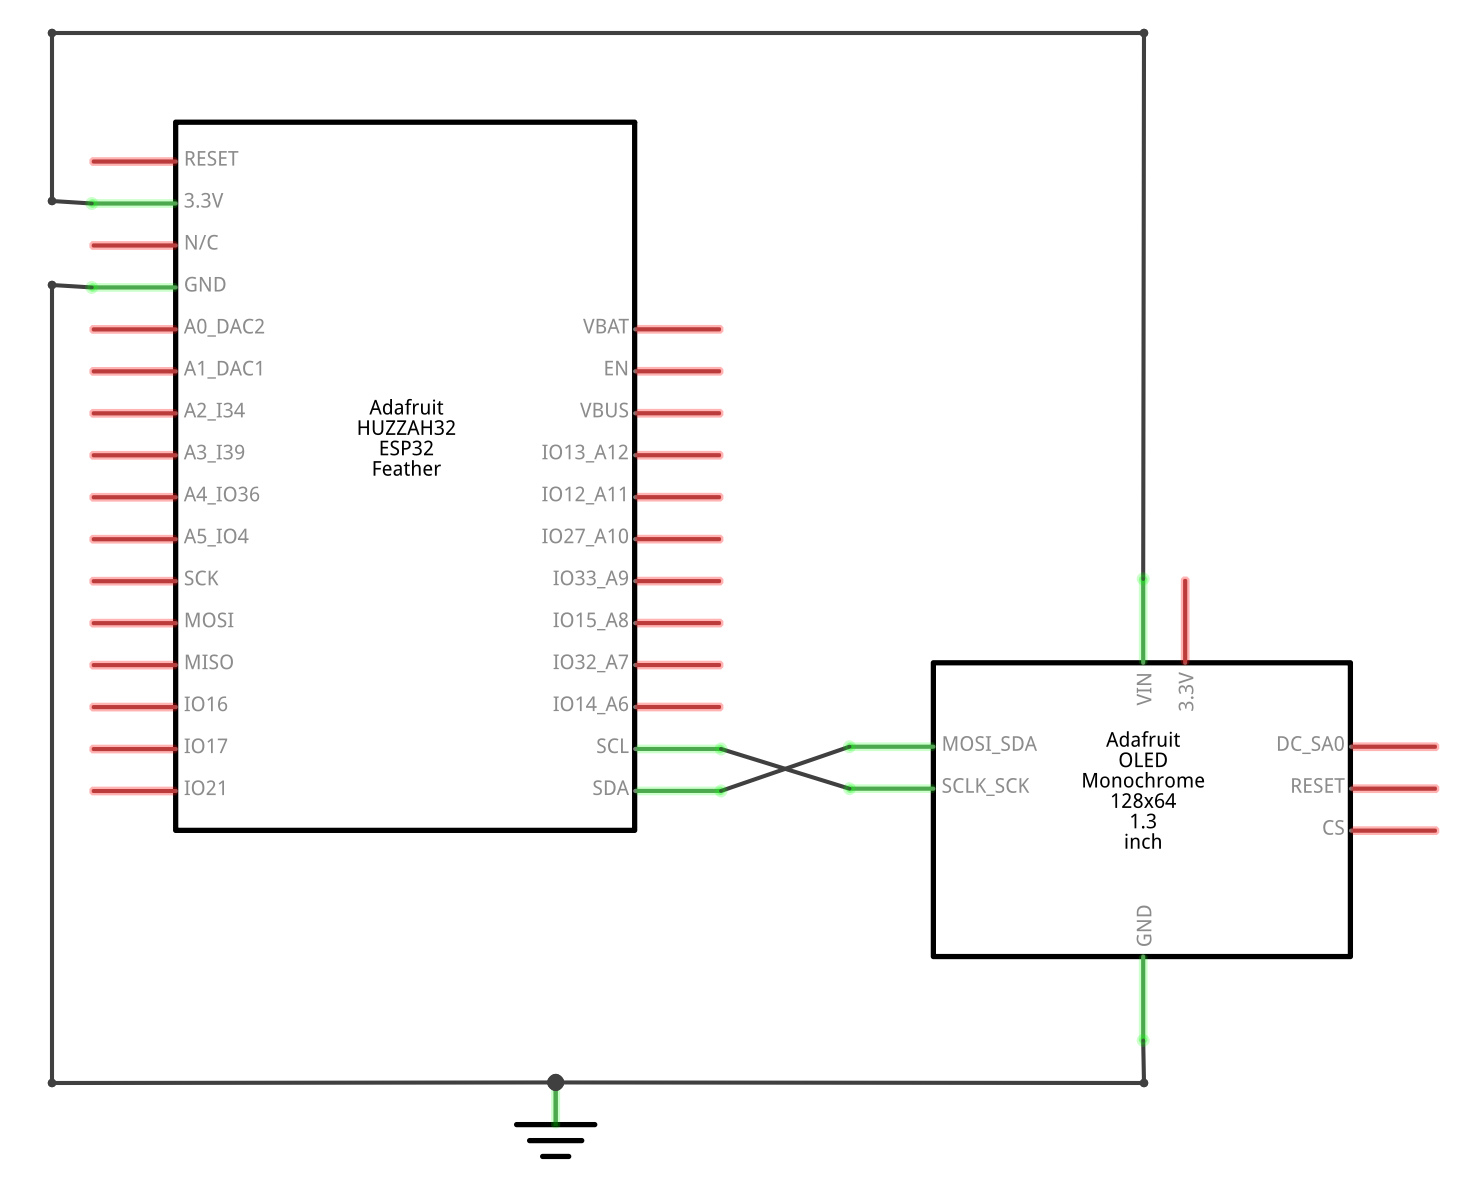 RESET
3.3V
N/C
GND
A0_DAC2
A1_DAC1
A2_I34
A3_I39
A4_IO36
A5_IO4
SCK
MOSI
MISO
IO16
IO17
IO21
Adafruit
HUZZAH32
ESP32
Feather
VBAT
EN
VBUS
IO13_A12
IO12_A11
IO27_A10
IO33_A9
IO15_A8
IO32_A7
IO14_A6
SCL
SDA
VIN
3.3V
MOSI_SDA
SCLK_SCK
Adafruit
OLED
Monochrome
128x64
1.3
inch
DC_SA0
RESET
CS
GND